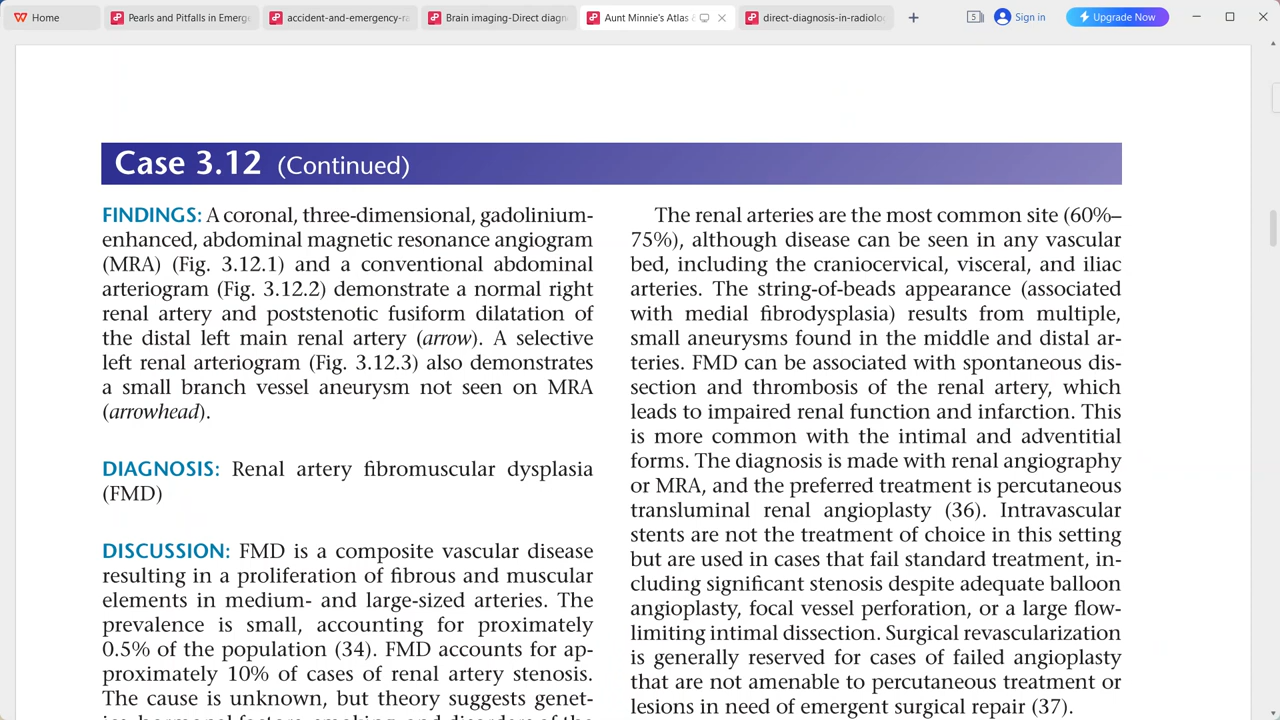 Home
Pearls and Pitfalls in Emerg
accident-and-emergency-ra
Brain imaging-Direct diagn
Aunt Minnie's Atlas &
direct-diagnosis-in-radiolo
5
Sign in
Upgrade Now
Case 3.12 (Continued)
FINDINGS: A coronal, three-dimensional, gadolinium-
enhanced, abdominal magnetic resonance angiogram
(MRA) (Fig. 3.12.1) and a conventional abdominal
arteriogram (Fig. 3.12.2) demonstrate a normal right
renal artery and poststenotic fusiform dilatation of
the distal left main renal artery (arrow). A selective
left renal arteriogram (Fig. 3.12.3) also demonstrates
a small branch vessel aneurysm not seen on MRA
(arrowhead).
DIAGNOSIS: Renal artery fibromuscular dysplasia
(FMD)
DISCUSSION: FMD is a composite vascular disease
resulting in a proliferation of fibrous and muscular
elements in medium- and large-sized arteries. The
prevalence is small, accounting for proximately
0.5% of the population (34). FMD accounts for ap-
proximately 10% of cases of renal artery stenosis.
The cause is unknown, but theory suggests genet-
ic, hormonal factors, smoking, and disorders of the
The renal arteries are the most common site (60%–
75%), although disease can be seen in any vascular
bed, including the craniocervical, visceral, and iliac
arteries. The string-of-beads appearance (associated
with medial fibrodysplasia) results from multiple,
small aneurysms found in the middle and distal ar-
teries. FMD can be associated with spontaneous dis-
section and thrombosis of the renal artery, which
leads to impaired renal function and infarction. This
is more common with the intimal and adventitial
forms. The diagnosis is made with renal angiography
or MRA, and the preferred treatment is percutaneous
transluminal renal angioplasty (36). Intravascular
stents are not the treatment of choice in this setting
but are used in cases that fail standard treatment, in-
cluding significant stenosis despite adequate balloon
angioplasty, focal vessel perforation, or a large flow-
limiting intimal dissection. Surgical revascularization
is generally reserved for cases of failed angioplasty
that are not amenable to percutaneous treatment or
lesions in need of emergent surgical repair (37).